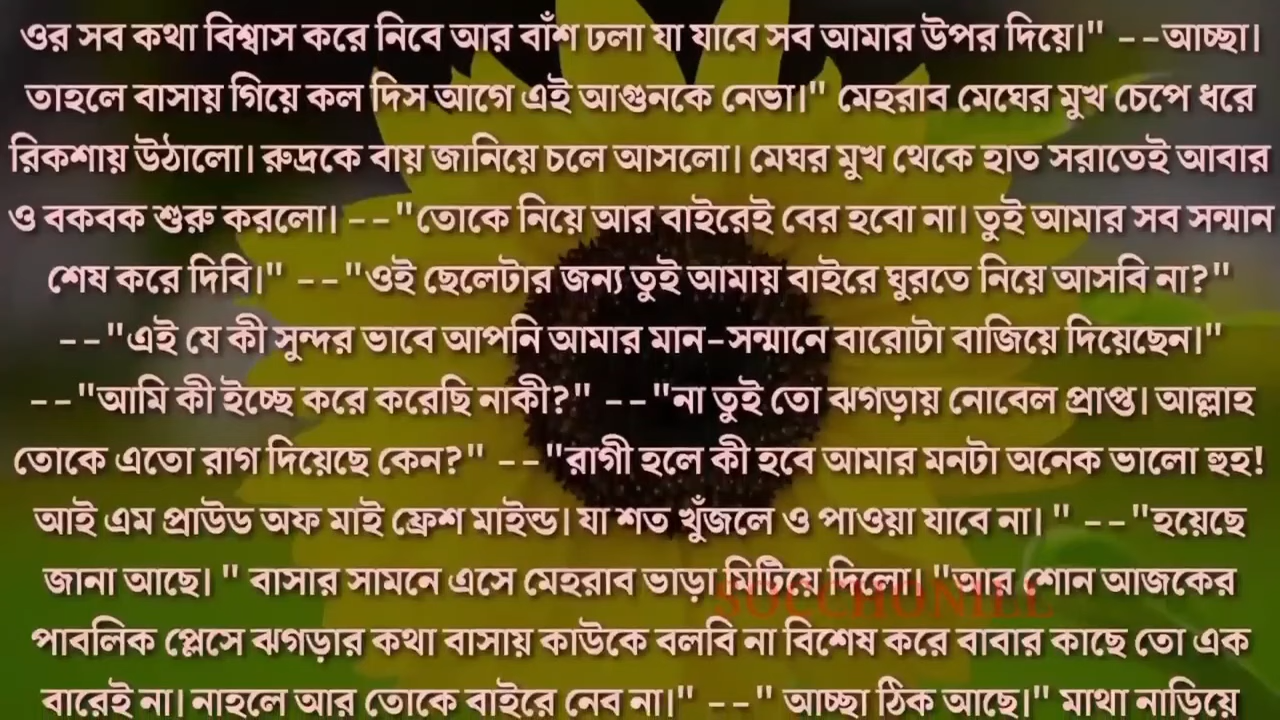 ওর সব কথা বিশ্বাস করে নিবে আর বাঁশ ঢলা যা যাবে সব আমার উপর দিয়ে।" --আচ্ছা।
তাহলে বাসায় গিয়ে কল দিস আগে এই আগুনকে নেভা।" মেহরাব মেঘের মুখ চেপে ধরে
রিকশায় উঠালো। রুদ্রকে বায় জানিয়ে চলে আসলো। মেঘর মুখ থেকে হাত সরাতেই আবার
ও বকবক শুরু করলো। --"তোকে নিয়ে আর বাইরেই বের হবো না। তুই আমার সব সন্মান
শেষ করে দিবি।" --"ওই ছেলেটার জন্য তুই আমায় বাইরে ঘুরতে নিয়ে আসবি না?"
--"এই যে কী সুন্দর ভাবে আপনি আমার মান-সন্মানে বারোটা বাজিয়ে দিয়েছেন।"
--"আমি কী ইচ্ছে করে করেছি নাকী?" --"না তুই তো ঝগড়ায় নোবেল প্রাপ্ত। আল্লাহ
তোকে এতো রাগ দিয়েছে কেন?" --"রাগী হলে কী হবে আমার মনটা অনেক ভালো হুহ!
আই এম প্রাউড অফ মাই ফ্রেশ মাইন্ড। যা শত খুঁজলে ও পাওয়া যাবে না। " --"হয়েছে
জানা আছে। " বাসার সামনে এসে মেহরাব ভাড়া মিটিয়ে দিলো। "আর শোন আজকের
SOCCHONILL
পাবলিক প্লেসে ঝগড়ার কথা বাসায় কাউকে বলবি না বিশেষ করে বাবার কাছে তো এক
বারেই না। নাহলে আর তোকে বাইরে নেব না।" --" আচ্ছা ঠিক আছে।" মাথা নাড়িয়ে